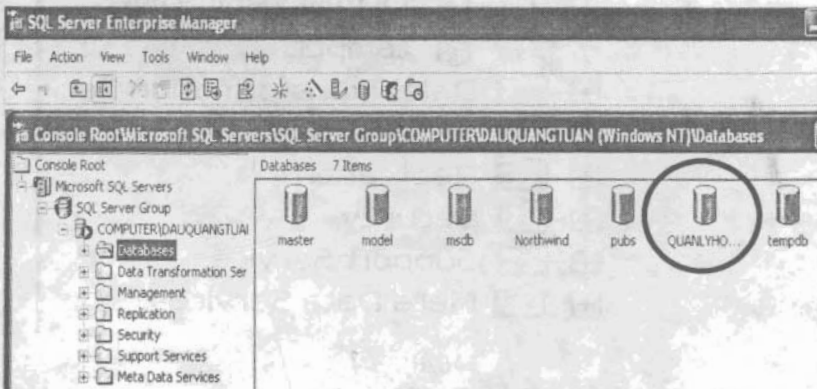 SQL Server Enterprise Manager
File Action View Tools Window Help
Console Root\Microsoft SQL Servers\SQL Server Group\COMPUTER\DAUQUANGTUAN (Windows NT)\Databases
Console Root
Microsoft SQL Servers
SQL Server Group
COMPUTER\DAUQUANGTUAI
Databases
Data Transformation Ser
Management
Replication
Security
Support Services
Meta Data Services
Databases 7 Items
master model msdb Northwind pubs QUANLYHO... tempdb